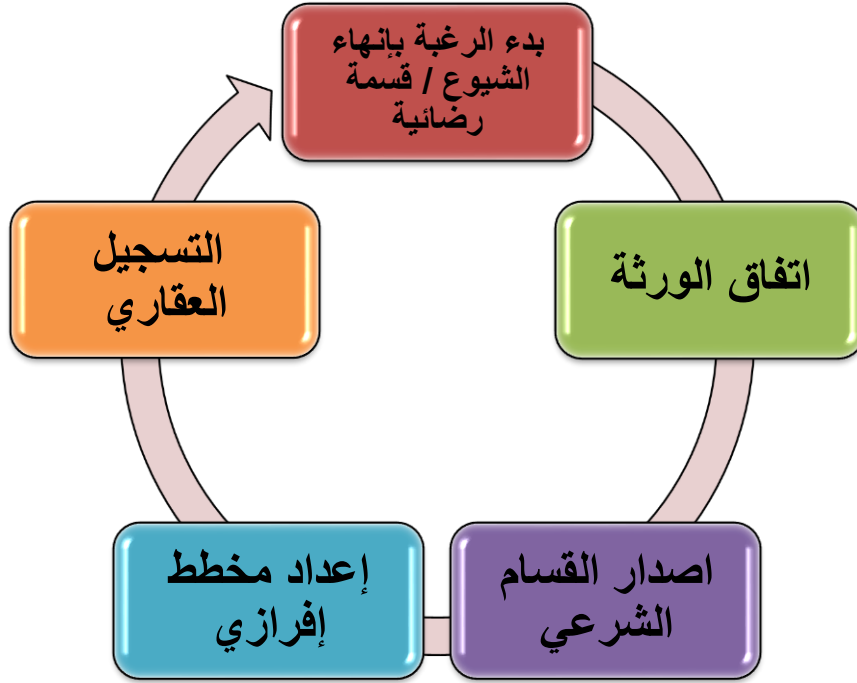 بدء الرغبة بإنهاء
الشيوع / قسمة
رضائية
اتفاق الورثة
اصدار القسام
الشرعي
إعداد مخطط
إفرازي
التسجيل
العقاري